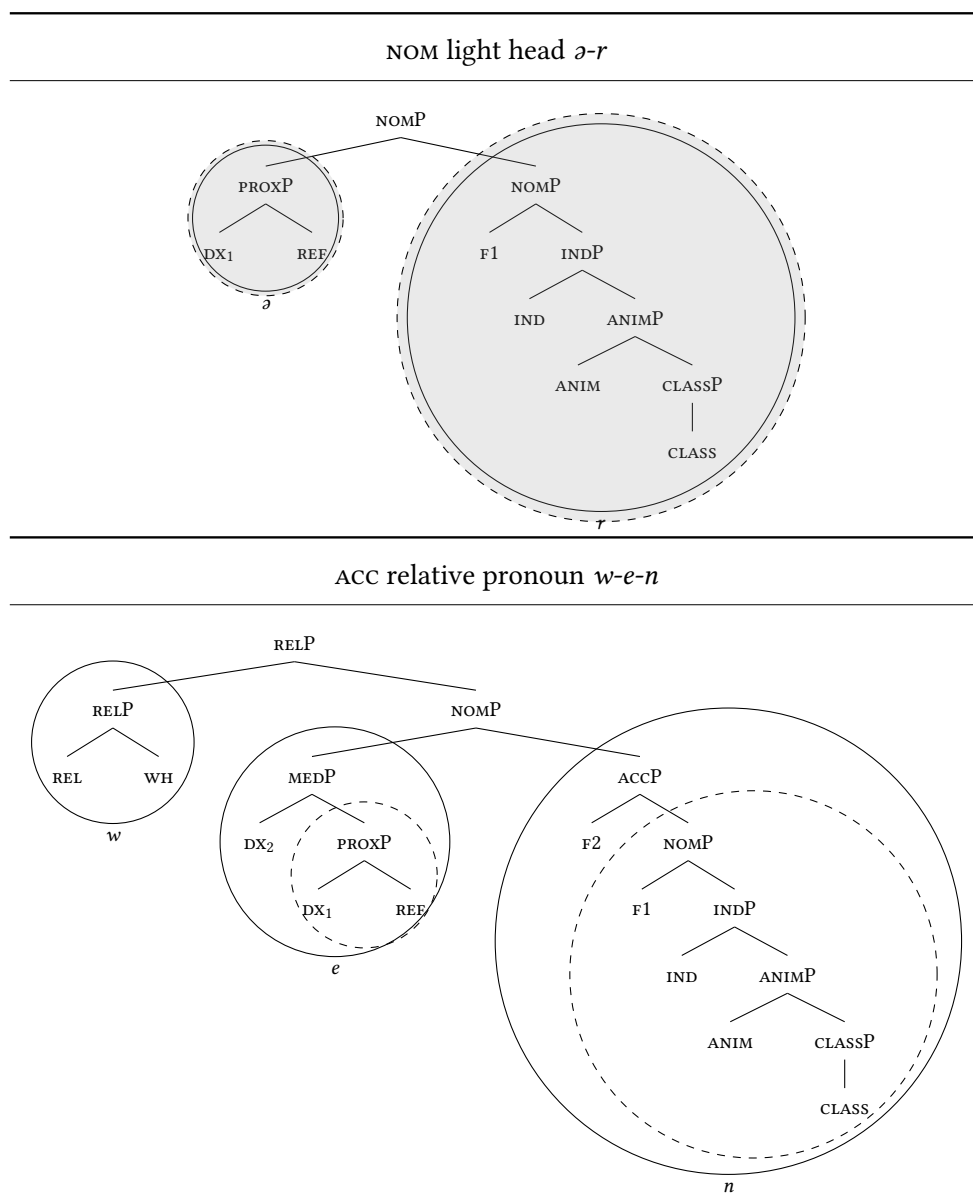 NOM light head ə-r
NOMP
PROXP NOMP
DX₁ REF F1 INDP
ə
IND ANIMP
ANIM CLASSP
CLASS
r
ACC relative pronoun w-e-n
RELP
RELP NOMP
REL WH MEDP ACCP
w
DX₂ PROXP F2 NOMP
DX₁ REF F1 INDP
e
IND ANIMP
ANIM CLASSP
CLASS
n